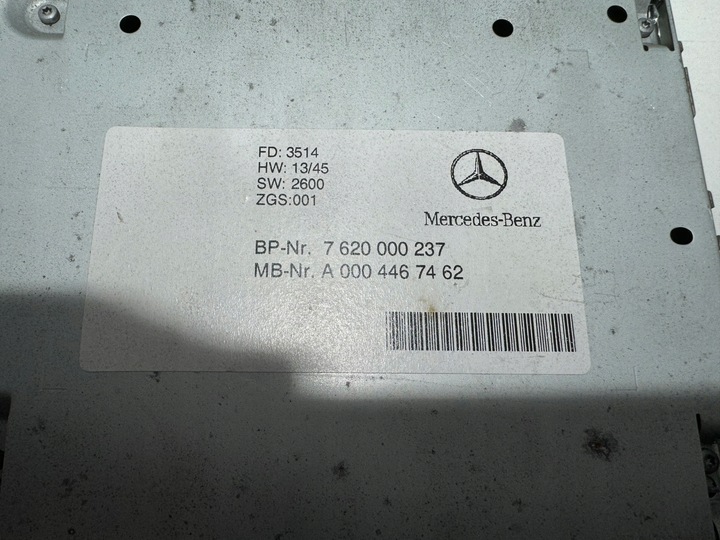 FD: 3514
HW: 13/45
SW: 2600
ZGS:001
Mercedes-Benz
BP-Nr. 7 620 000 237
MB-Nr. A 000 446 74 62